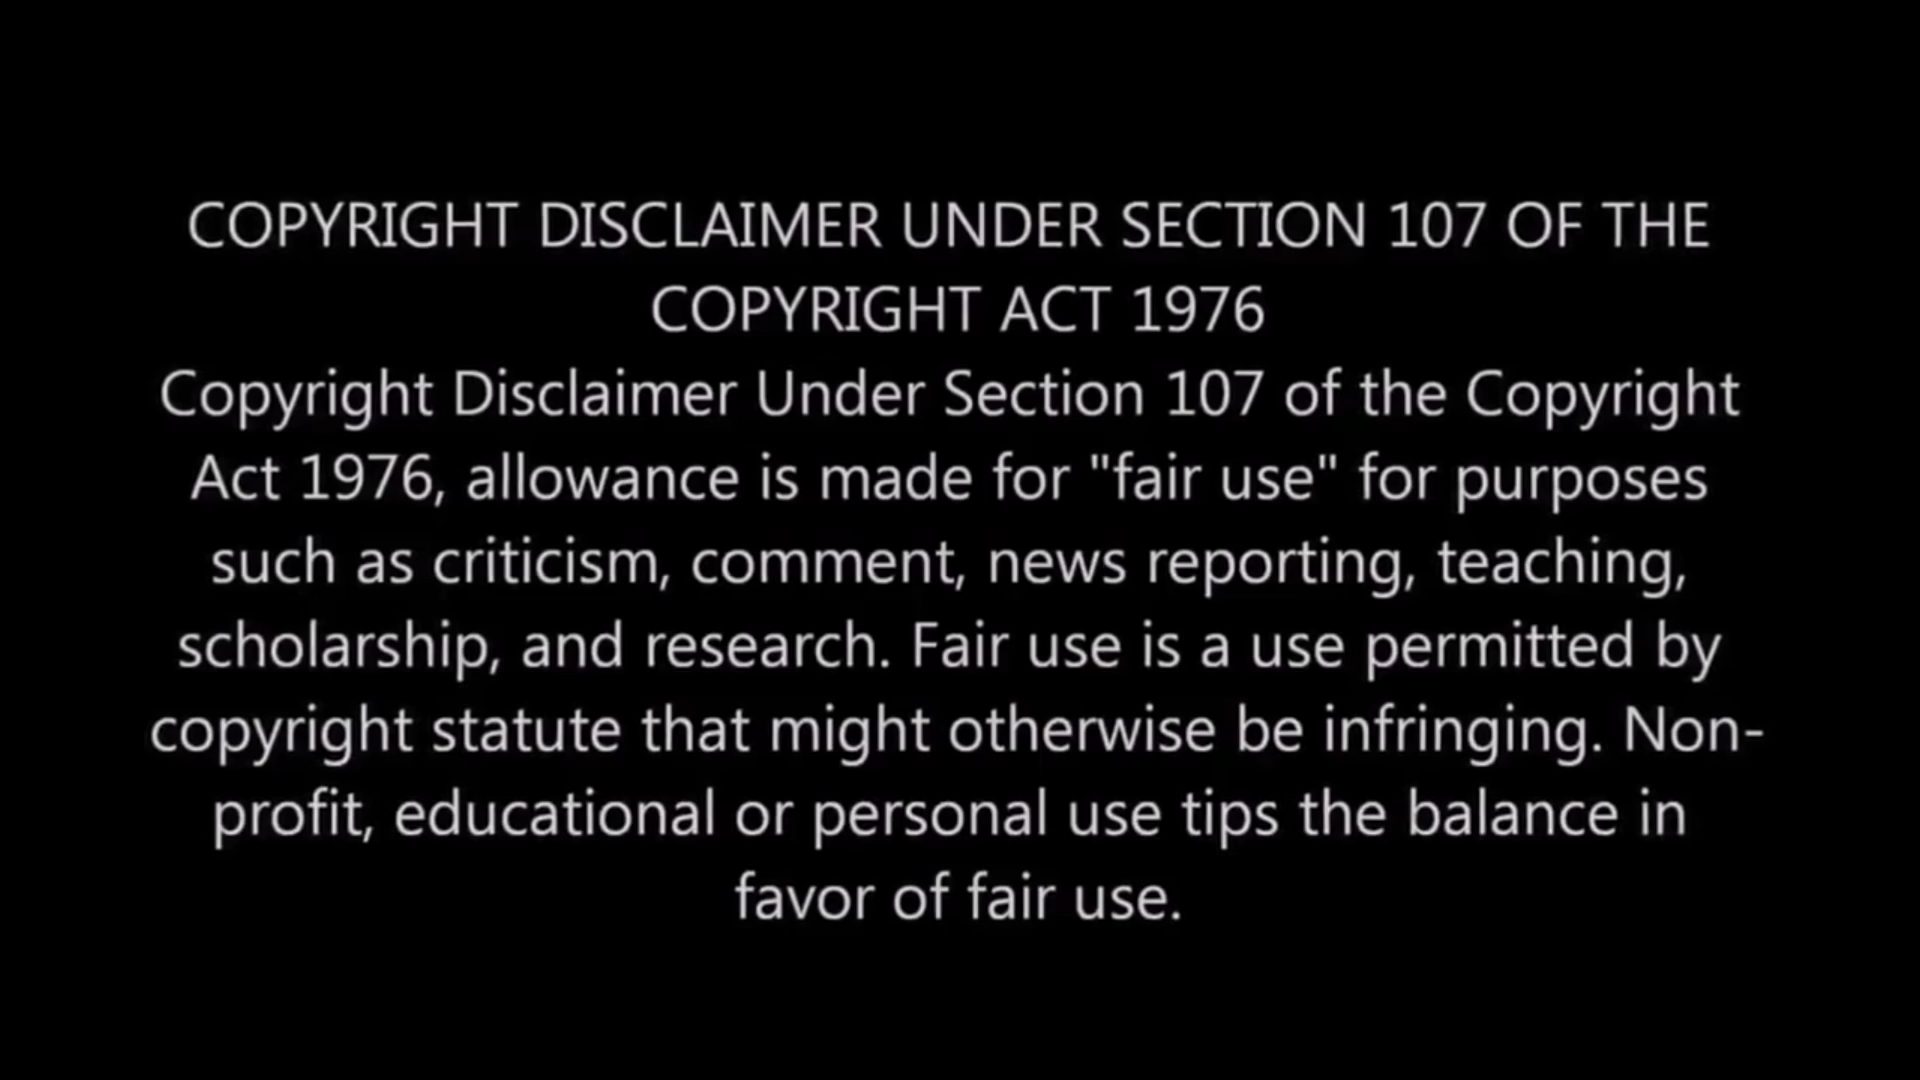 COPYRIGHT DISCLAIMER UNDER SECTION 107 OF THE
COPYRIGHT ACT 1976
Copyright Disclaimer Under Section 107 of the Copyright
Act 1976, allowance is made for "fair use" for purposes
such as criticism, comment, news reporting, teaching,
scholarship, and research. Fair use is a use permitted by
copyright statute that might otherwise be infringing. Non-
profit, educational or personal use tips the balance in
favor of fair use.